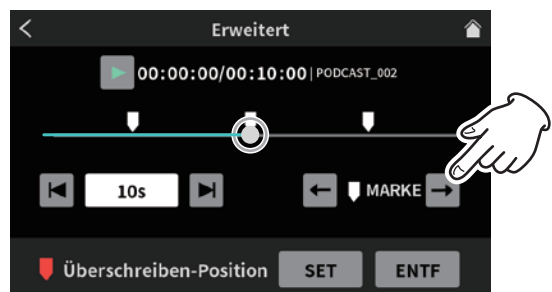 Erweitert
00:00:00/00:10:00 | PODCAST_002
10s MARKE
Überschreiben-Position SET ENTF